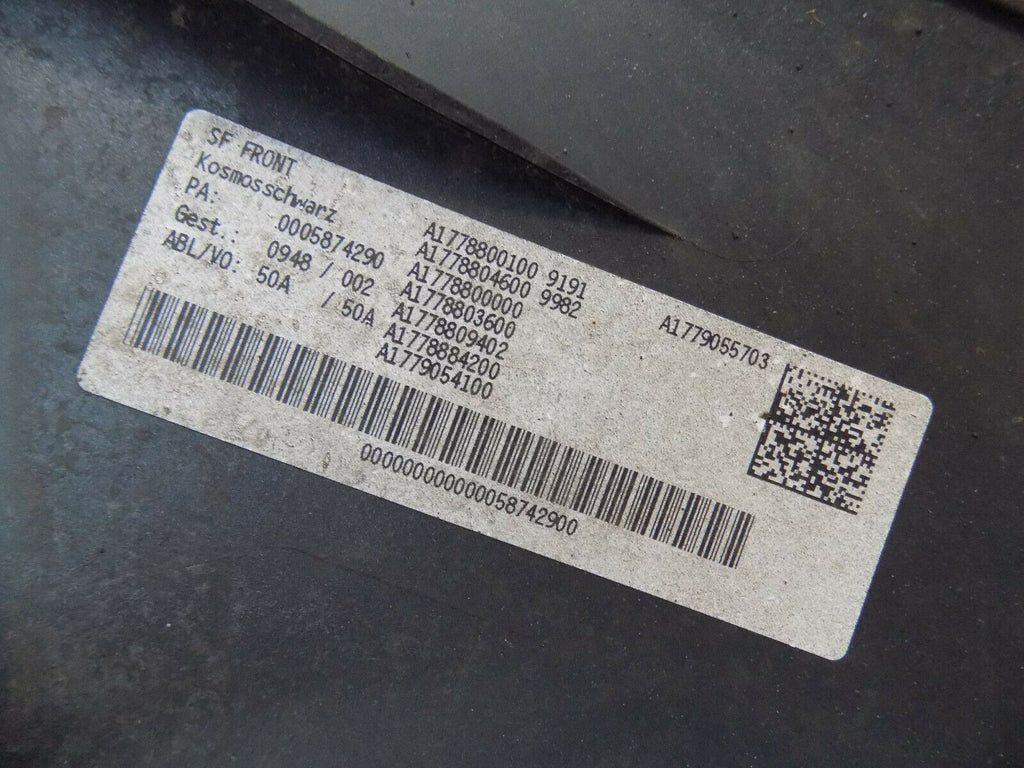 SF FRONT
Kosmosschwarz
PA: 0005874290
Gest.: 0948 / 002
ABL/VO: 50A / 50A
A1778800100 9191
A1778804600 9982
A1778800000
A1778803600
A1778809402
A1778884200
A1779054100
A1779055703
00000000000058742900